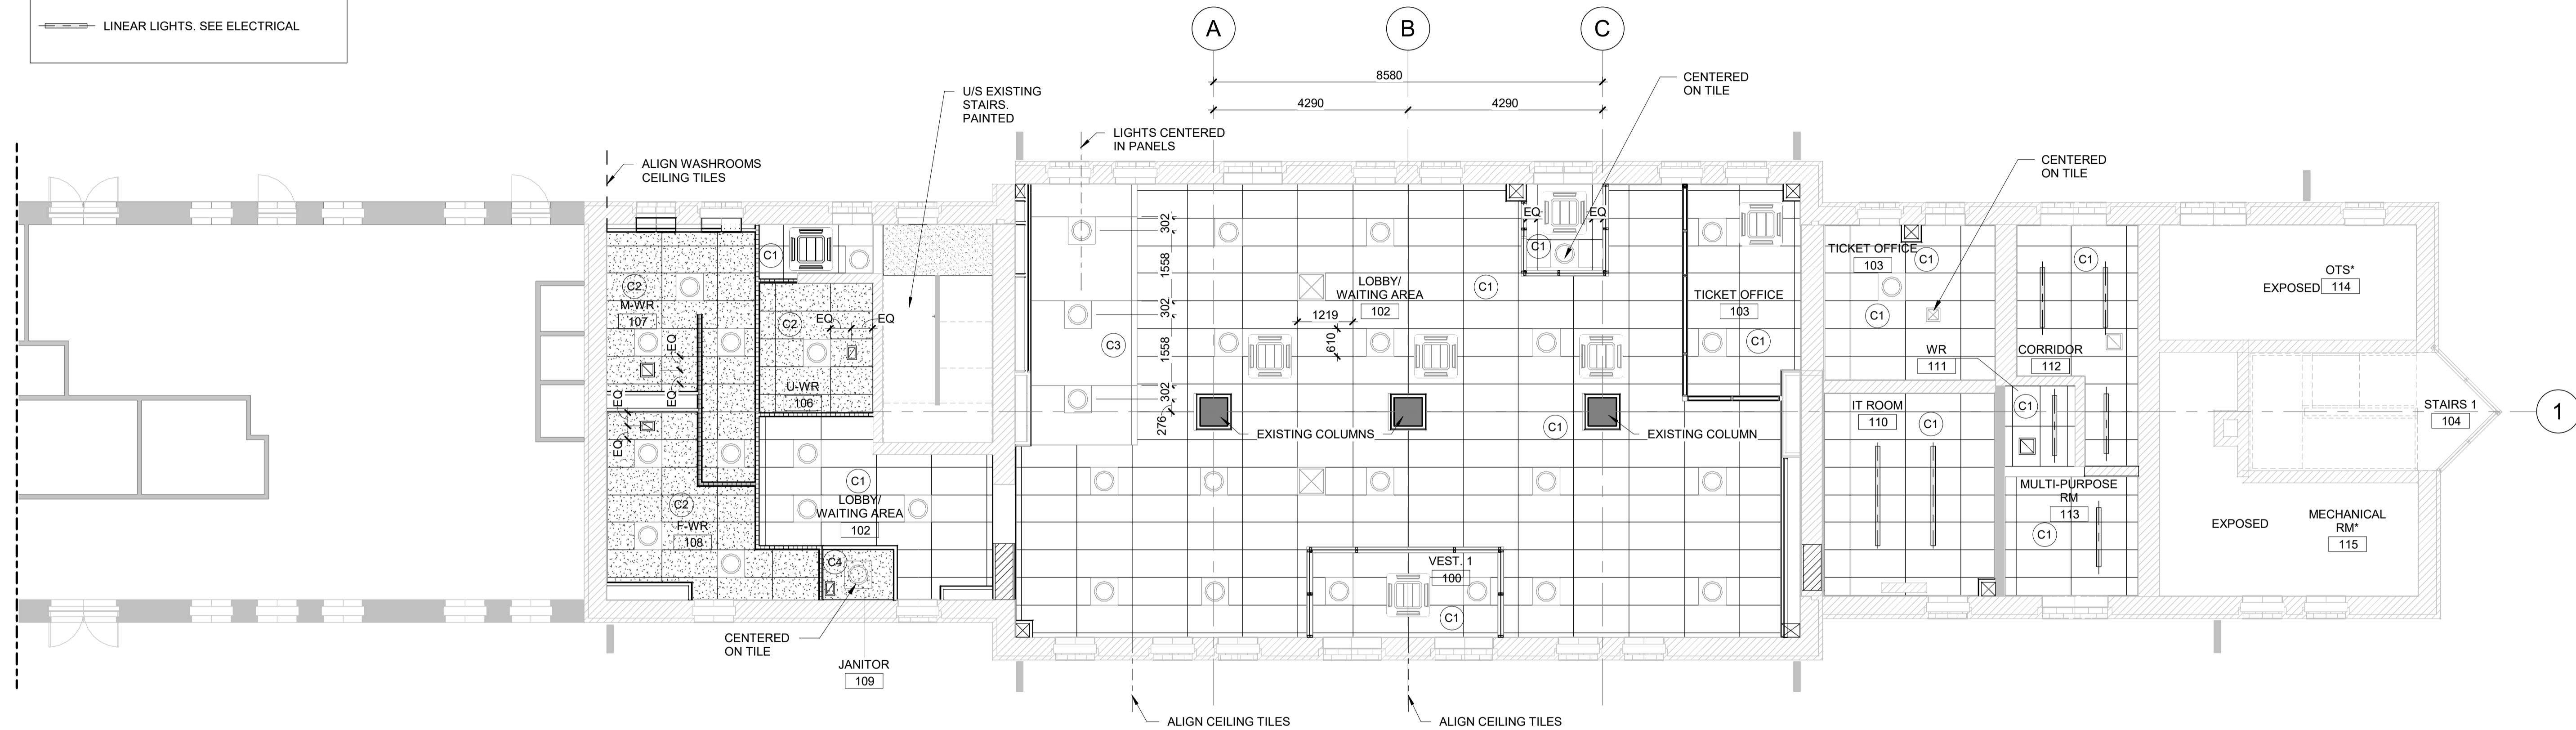 LINEAR LIGHTS. SEE ELECTRICAL
A
B
C
8580
4290
4290
CENTERED
ON TILE
U/S EXISTING
STAIRS.
PAINTED
LIGHTS CENTERED
IN PANELS
ALIGN WASHROOMS
CEILING TILES
CENTERED
ON TILE
C2
M-WR
107
EQ
EQ
EQ
EQ
C1
C2
EQ
EQ
U-WR
106
C2
F-WR
108
C1
LOBBY/
WAITING AREA
102
C4
CENTERED
ON TILE
JANITOR
109
C3
302
1558
302
1558
302
276
LOBBY/
WAITING AREA
102
C1
1219
610
EQ
EQ
C1
TICKET OFFICE
103
C1
EXISTING COLUMNS
C1
EXISTING COLUMN
VEST. 1
100
C1
ALIGN CEILING TILES
ALIGN CEILING TILES
TICKET OFFICE
103
C1
C1
WR
111
C1
CORRIDOR
112
C1
IT ROOM
110
C1
MULTI-PURPOSE
RM
113
C1
OTS*
114
EXPOSED
STAIRS 1
104
EXPOSED
MECHANICAL
RM*
115
1